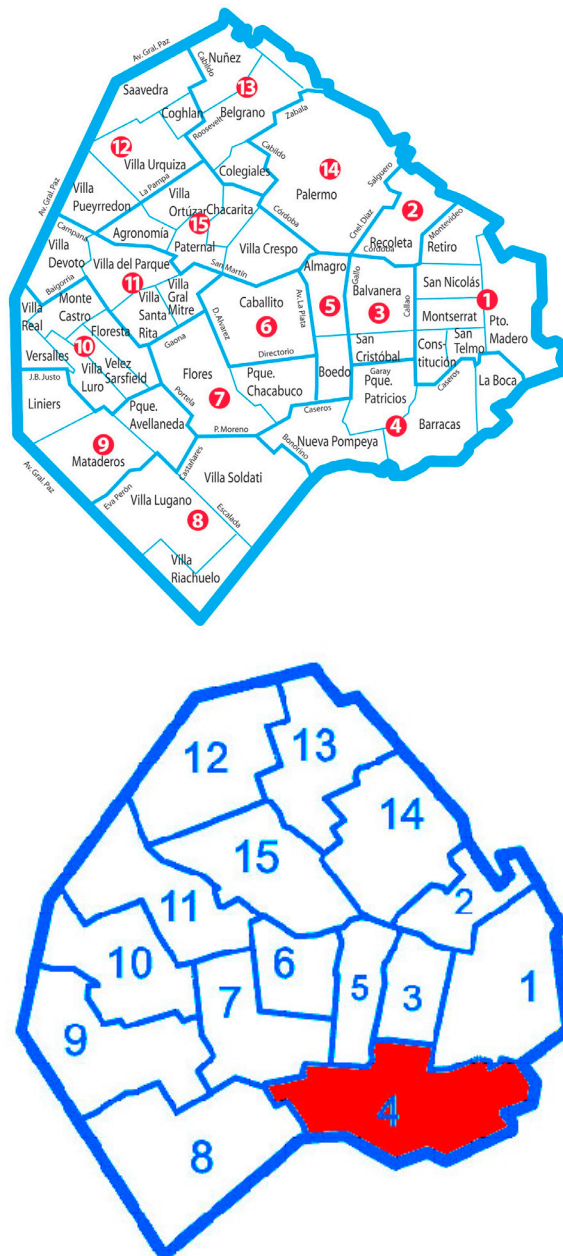 Av. Gral. Paz
Cabildo
Nuñez
13
Saavedra
Coghlan
Belgrano
Roosevelt
Zabala
12
Villa Urquiza
Cabildo
Colegiales
14
Palermo
Salguero
Av. Gral. Paz
Villa
Pueyrredon
La Pampa
Villa
Ortúzar
Chacarita
15
Paternal
Agronomía
Córdoba
Villa Crespo
Cnel. Díaz
2
Recoleta
Córdoba
Montevideo
Retiro
Campana
Villa
Devoto
Villa del Parque
11
San Martín
Almagro
Gallo
Balvanera
3
Callao
San Nicolás
1
Montserrat
Pto.
Madero
Baigorria
Villa
Real
Monte
Castro
Villa
Santa
Rita
Villa
Gral
Mitre
D. Alvarez
Caballito
6
Av. La Plata
5
Floresta
10
Versalles
Velez
Sarsfield
Villa
Luro
Gaona
Directorio
San
Cristóbal
Cons-
titución
San
Telmo
J.B. Justo
Liniers
Flores
7
Pque.
Chacabuco
Boedo
Garay
Pque.
Patricios
Caseros
La Boca
Portela
Pque.
Avellaneda
Caseros
4
Barracas
9
Mataderos
P. Moreno
Bonorino
Nueva Pompeya
Av. Gral. Paz
Eva Perón
Castañares
Villa Soldati
Villa Lugano
8
Escalada
Villa
Riachuelo
12
13
14
15
2
11
10
6
5
3
1
7
9
4
8